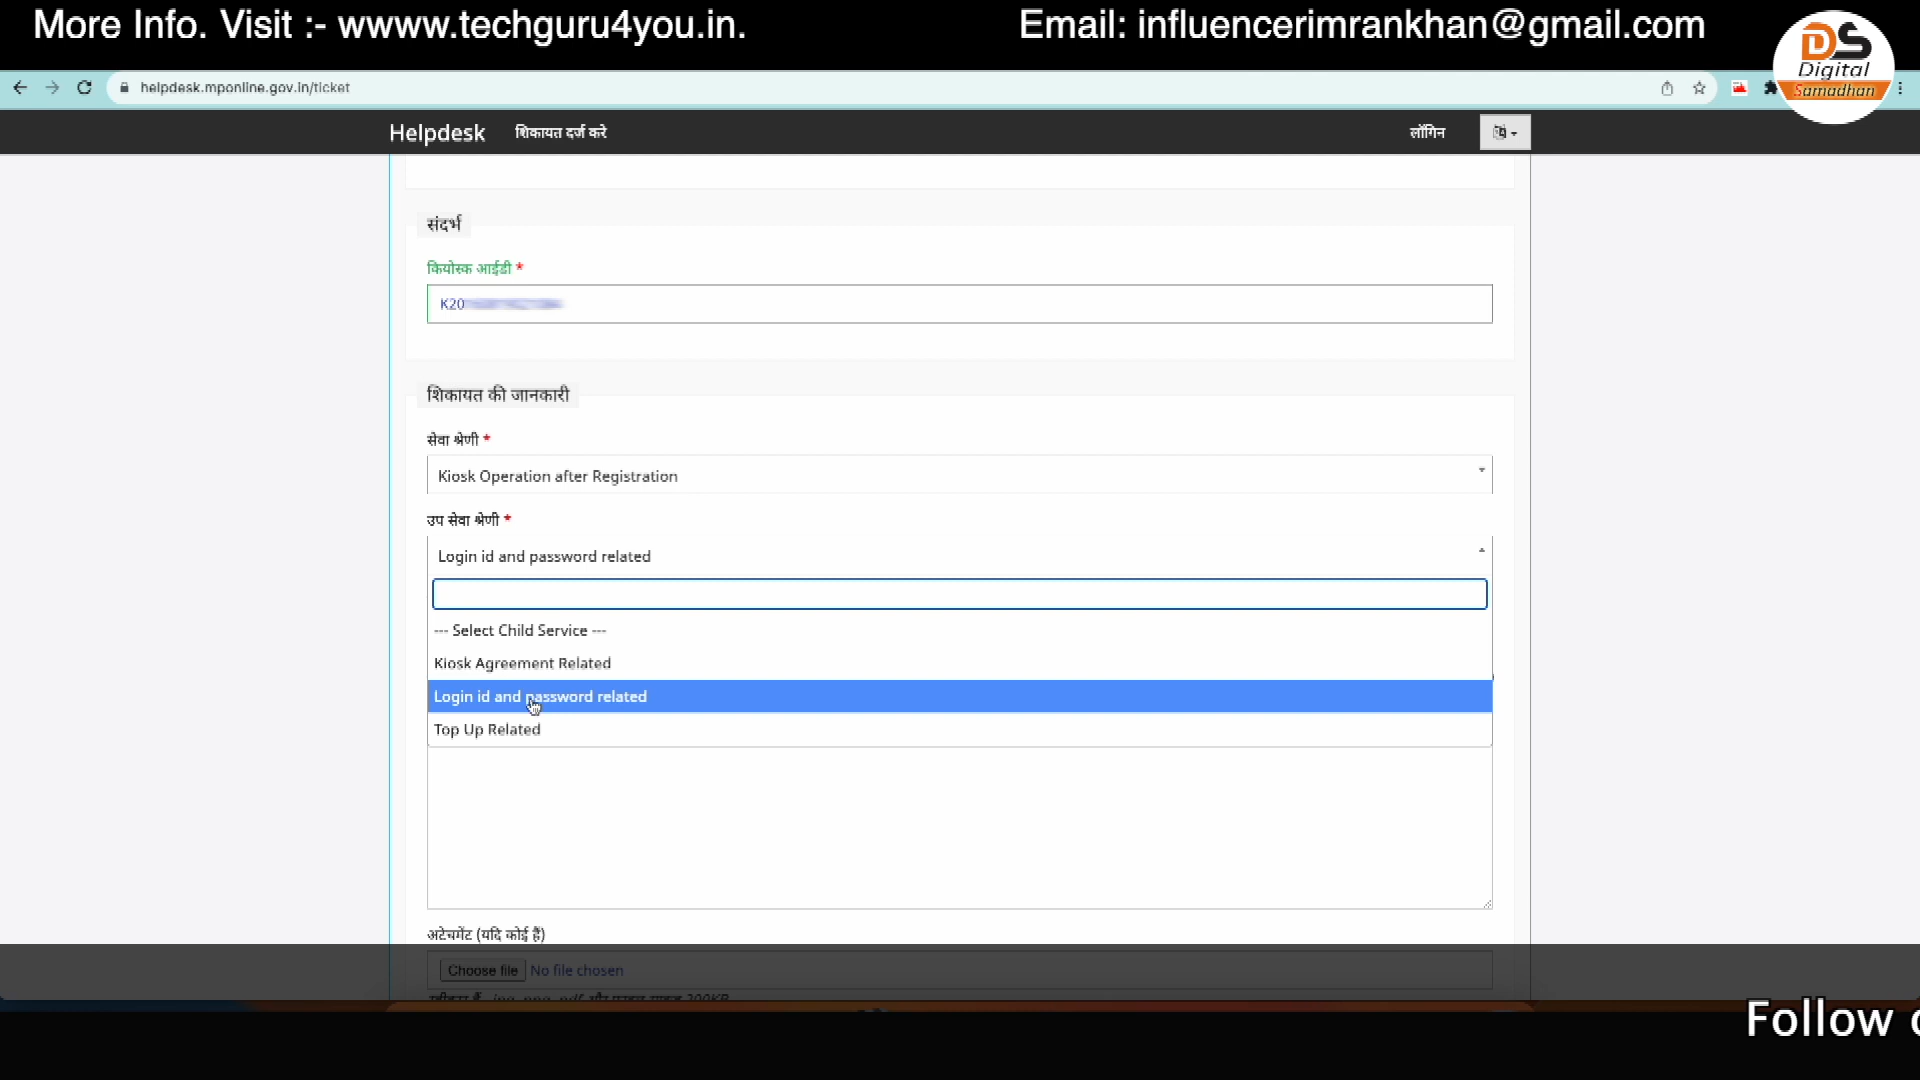 More Info. Visit :- wwww.techguru4you.in.
Email: influencerimrankhan@gmail.com
DS
Digital
Samadhan
helpdesk.mponline.gov.in/ticket
Helpdesk
शिकायत दर्ज करे
लॉगिन
संदर्भ
कियोस्क आईडी *
K20
शिकायत की जानकारी
सेवा श्रेणी *
Kiosk Operation after Registration
उप सेवा श्रेणी *
Login id and password related
--- Select Child Service ---
Kiosk Agreement Related
Login id and password related
Top Up Related
अटेचमेंट (यदि कोई हैं)
Choose file No file chosen
Follow